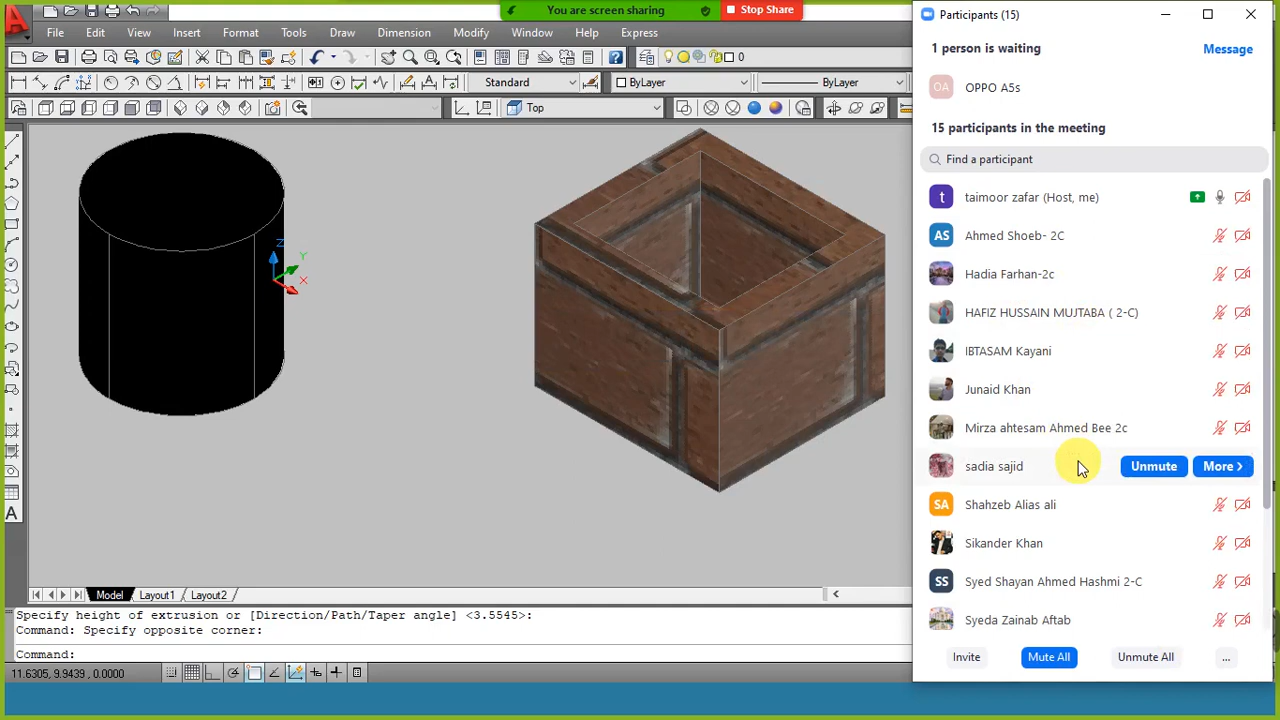 You are screen sharing
Stop Share
File Edit View Insert Format Tools Draw Dimension Modify Window Help Express
0
Standard
ByLayer
ByLayer
Top
Z
Y
X
Model Layout1 Layout2
Specify height of extrusion or [Direction/Path/Taper angle] <3.5545>:
Command: Specify opposite corner:
Command:
11.6305, 9.9439, 0.0000
Participants (15)
1 person is waiting
Message
OA OPPO A5s
15 participants in the meeting
Find a participant
t taimoor zafar (Host, me)
AS Ahmed Shoeb- 2C
Hadia Farhan-2c
HAFIZ HUSSAIN MUJTABA ( 2-C)
IBTASAM Kayani
Junaid Khan
Mirza ahtesam Ahmed Bee 2c
sadia sajid Unmute More >
SA Shahzeb Alias ali
Sikander Khan
SS Syed Shayan Ahmed Hashmi 2-C
Syeda Zainab Aftab
Invite Mute All Unmute All ...